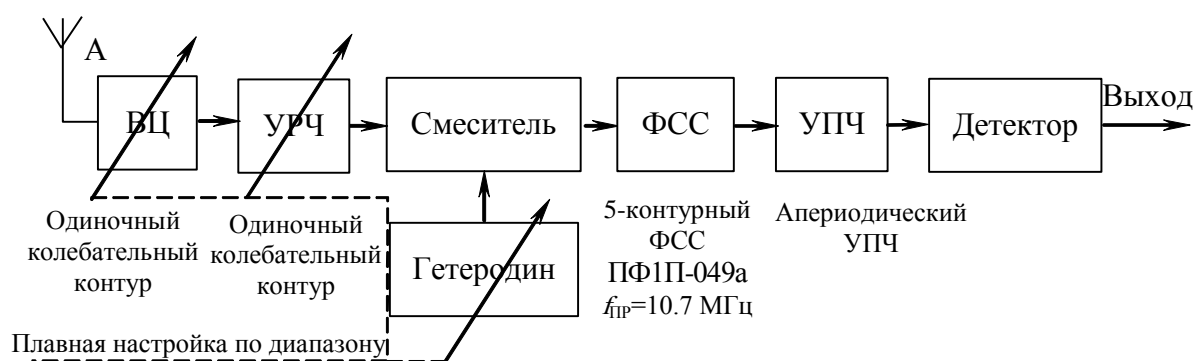 А
ВЦ
УРЧ
Смеситель
ФСС
УПЧ
Детектор
Выход
Одиночный
колебательный
контур
Одиночный
колебательный
контур
Гетеродин
5-контурный
ФСС
ПФ1П-049а
fПР=10.7 МГц
Апериодический
УПЧ
Плавная настройка по диапазону